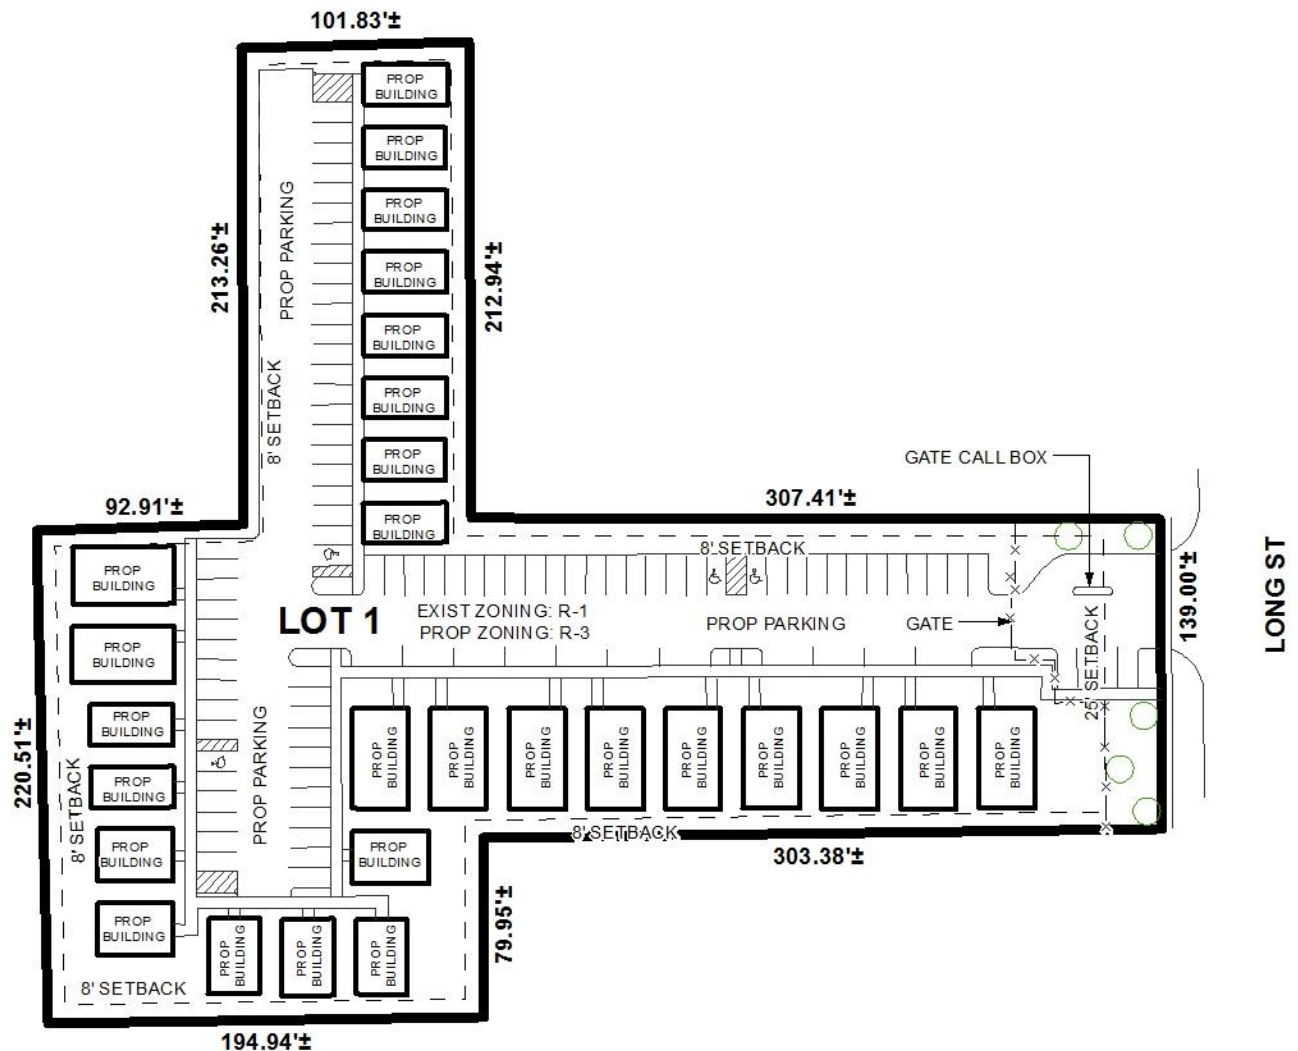 101.83'±
PROP
BUILDING
PROP
BUILDING
PROP
BUILDING
PROP
BUILDING
PROP
BUILDING
PROP
BUILDING
PROP
BUILDING
PROP
BUILDING
213.26'±
PROP PARKING
8' SETBACK
212.94'±
92.91'±
307.41'±
GATE CALL BOX
8' SETBACK
LONG ST
139.00'±
LOT 1
EXIST ZONING: R-1
PROP ZONING: R-3
PROP PARKING
GATE
25' SETBACK
PROP
BUILDING
PROP
BUILDING
PROP
BUILDING
PROP
BUILDING
PROP
BUILDING
PROP
BUILDING
220.51'±
8' SETBACK
PROP PARKING
PROP
BUILDING
PROP
BUILDING
PROP
BUILDING
PROP
BUILDING
PROP
BUILDING
PROP
BUILDING
PROP
BUILDING
PROP
BUILDING
PROP
BUILDING
8' SETBACK
303.38'±
PROP
BUILDING
79.95'±
PROP
BUILDING
PROP
BUILDING
PROP
BUILDING
8' SETBACK
194.94'±